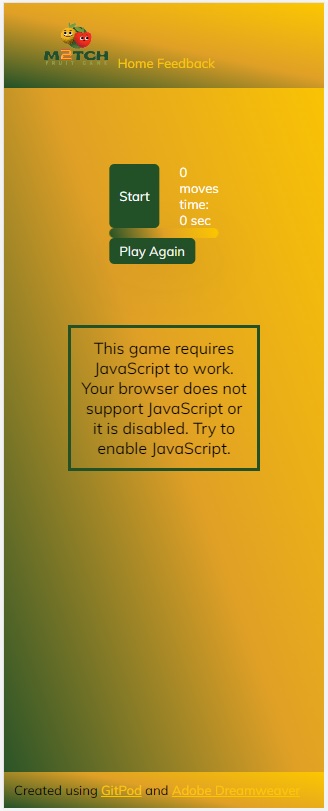 M2TCH
FRUIT GAME
Home Feedback
Start
0
moves
time:
0 sec
Play Again
This game requires
JavaScript to work.
Your browser does not
support JavaScript or
it is disabled. Try to
enable JavaScript.
Created using GitPod and Adobe Dreamweaver